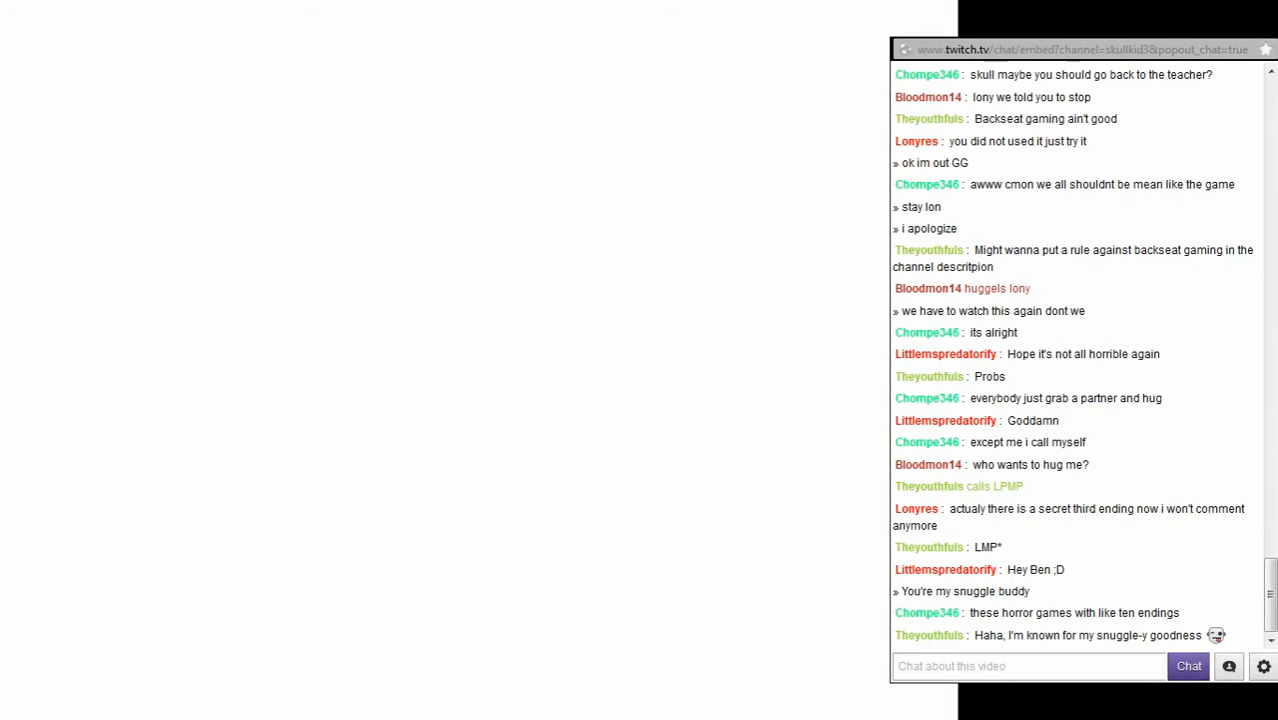 www.twitch.tv/chat/embed?channel=skullkid3&popout_chat=true
Chompe346 : skull maybe you should go back to the teacher?
Bloodmon14 : lony we told you to stop
Theyouthfuls : Backseat gaming ain't good
Lonyres : you did not used it just try it
» ok im out GG
Chompe346 : awww cmon we all shouldnt be mean like the game
» stay lon
» i apologize
Theyouthfuls : Might wanna put a rule against backseat gaming in the
channel descritpion
Bloodmon14 huggels lony
» we have to watch this again dont we
Chompe346 : its alright
Littlemspredatorify : Hope it's not all horrible again
Theyouthfuls : Probs
Chompe346 : everybody just grab a partner and hug
Littlemspredatorify : Goddamn
Chompe346 : except me i call myself
Bloodmon14 : who wants to hug me?
Theyouthfuls calls LPMP
Lonyres : actualy there is a secret third ending now i won't comment
anymore
Theyouthfuls : LMP*
Littlemspredatorify : Hey Ben ;D
» You're my snuggle buddy
Chompe346 : these horror games with like ten endings
Theyouthfuls : Haha, I'm known for my snuggle-y goodness
Chat about this video
Chat